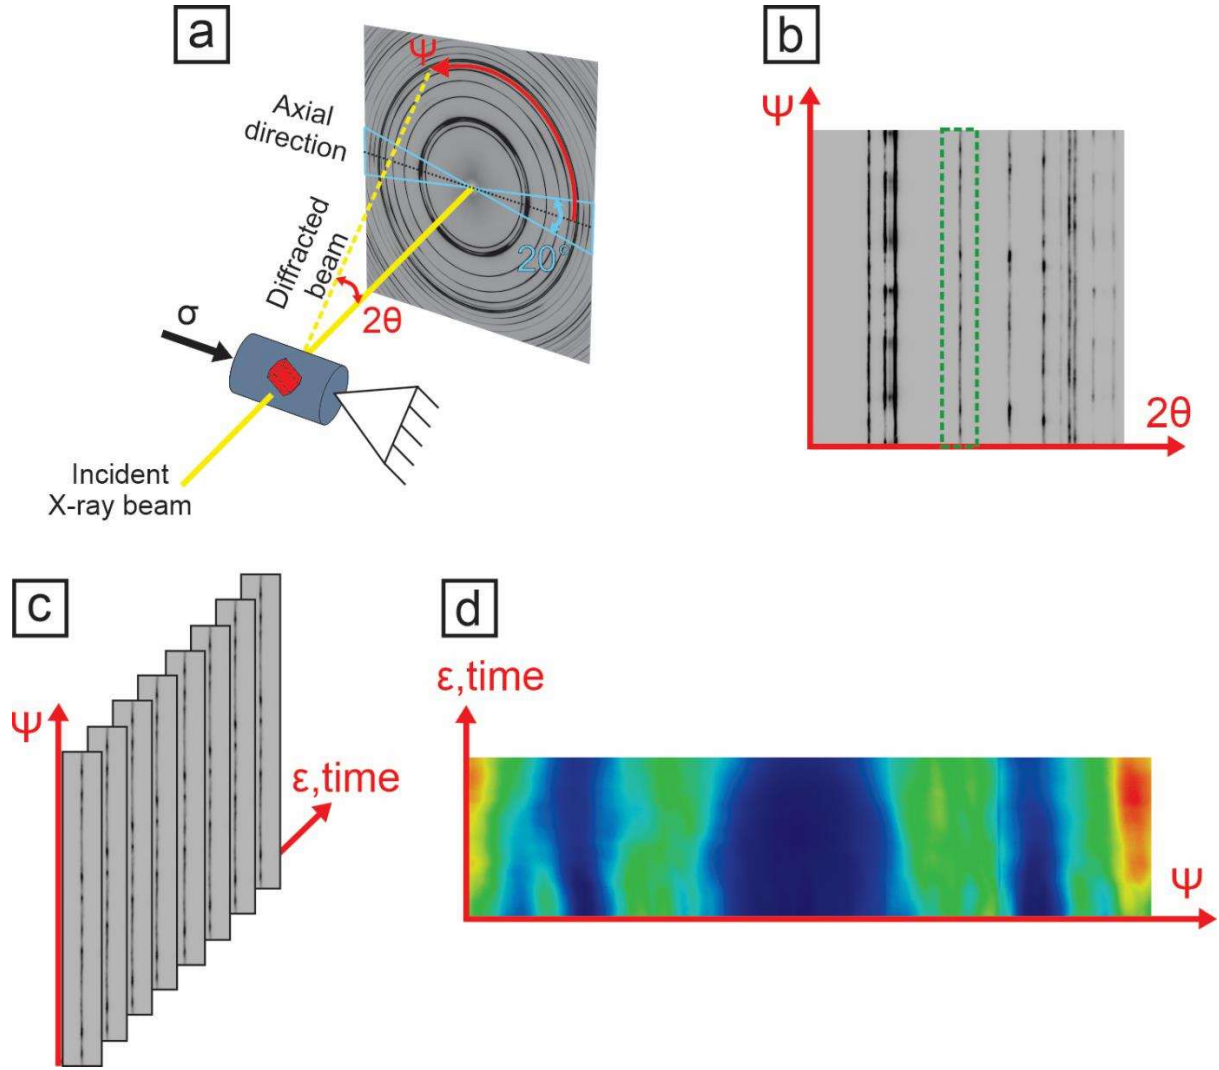 a
Ψ
Axial
direction
Diffracted
beam
20°
2θ
σ
Incident
X-ray beam
b
Ψ
2θ
c
Ψ
ε,time
d
ε,time
Ψ